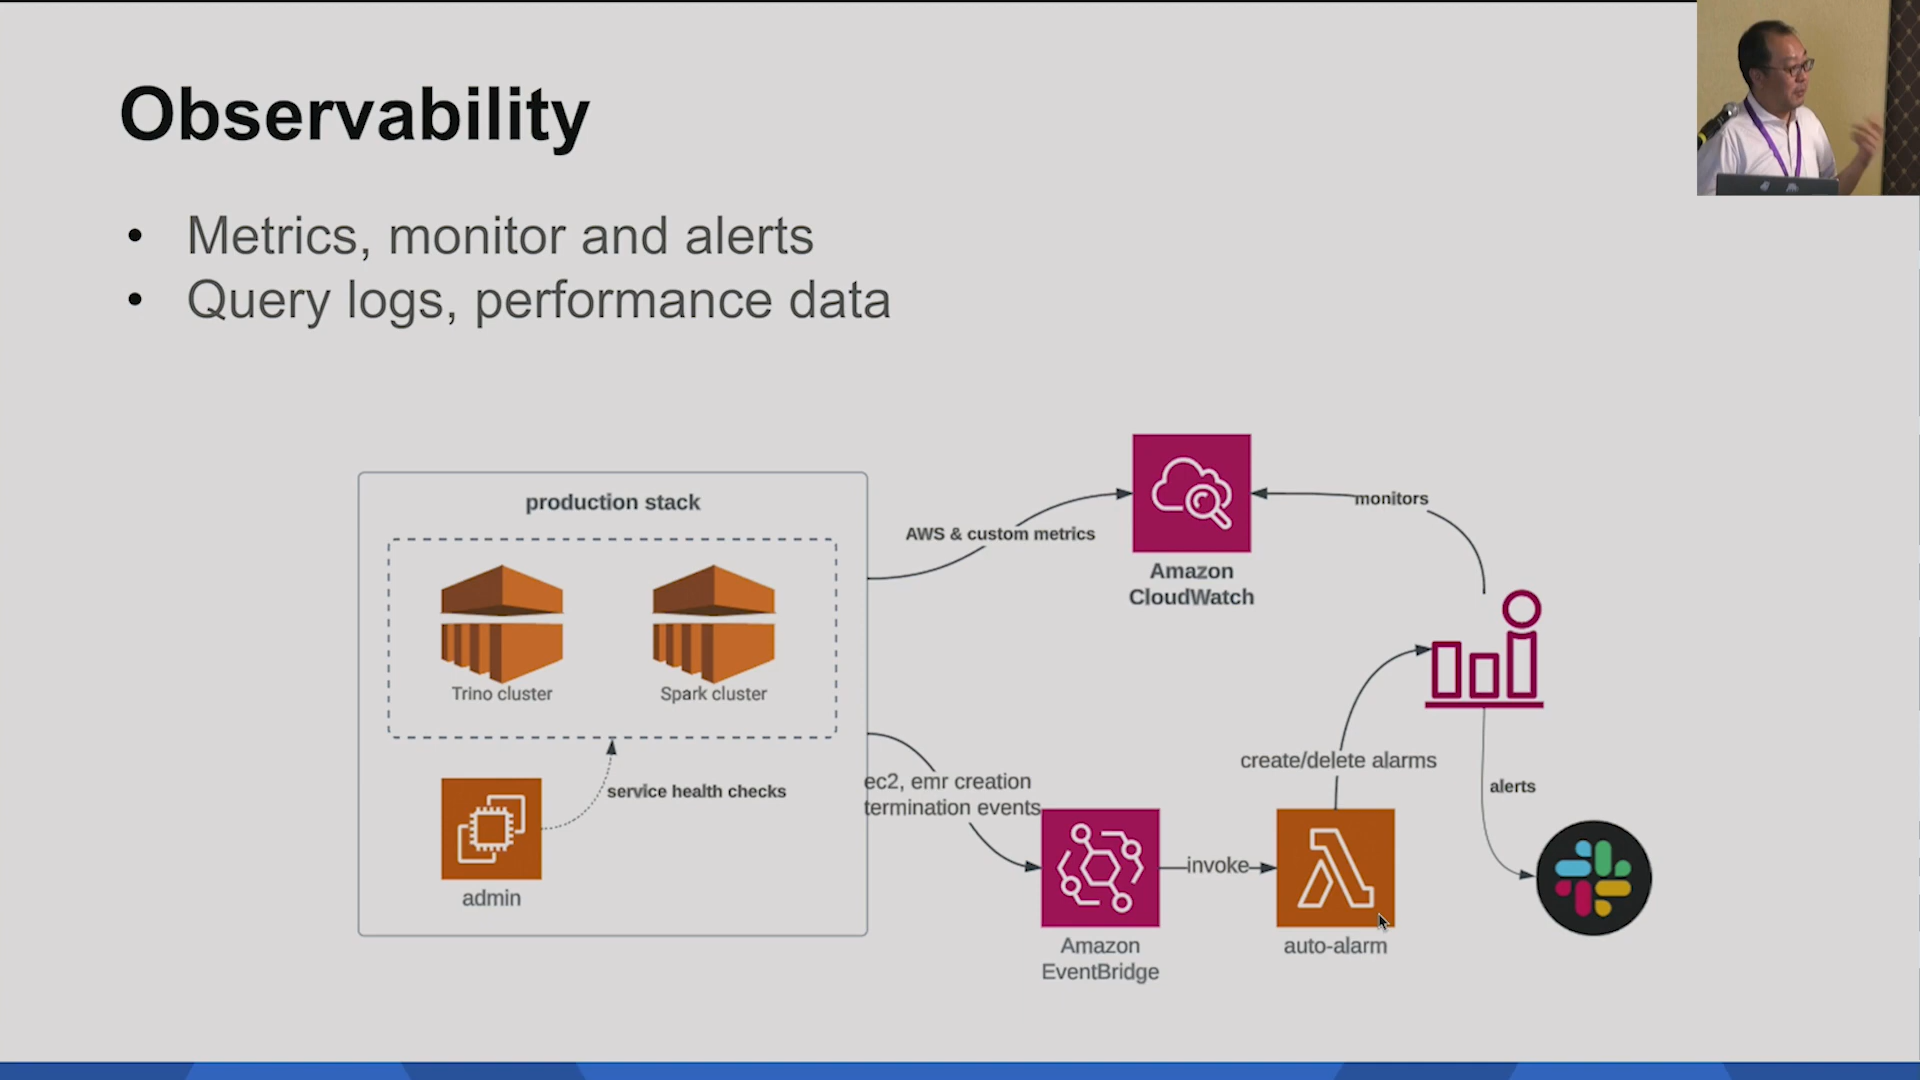 Observability
• Metrics, monitor and alerts
• Query logs, performance data
production stack
Trino cluster
Spark cluster
service health checks
admin
AWS & custom metrics
Amazon
CloudWatch
monitors
ec2, emr creation
termination events
Amazon
EventBridge
invoke
create/delete alarms
auto-alarm
alerts